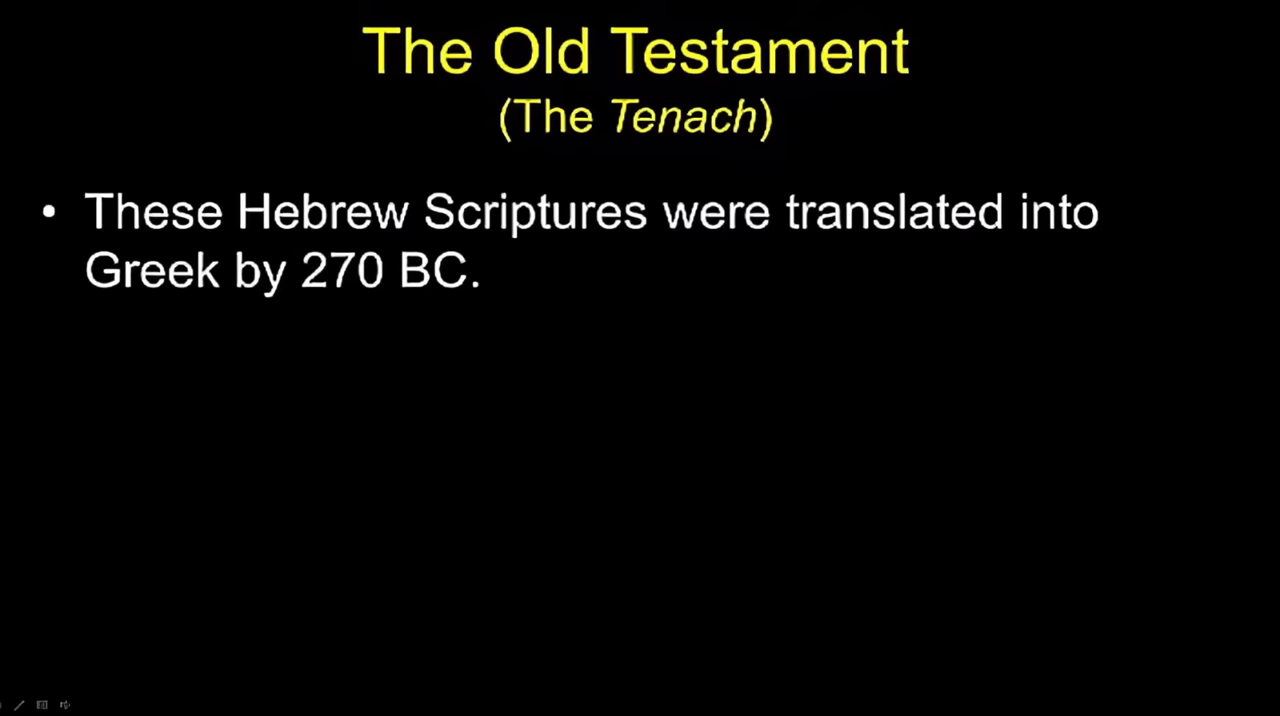 The Old Testament
(The Tenach)
• These Hebrew Scriptures were translated into
Greek by 270 BC.